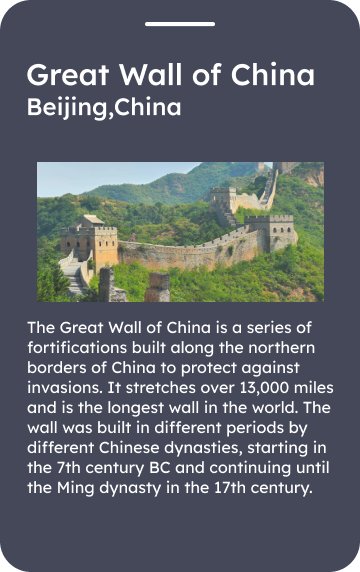 Great Wall of China
Beijing,China
The Great Wall of China is a series of
fortifications built along the northern
borders of China to protect against
invasions. It stretches over 13,000 miles
and is the longest wall in the world. The
wall was built in different periods by
different Chinese dynasties, starting in
the 7th century BC and continuing until
the Ming dynasty in the 17th century.